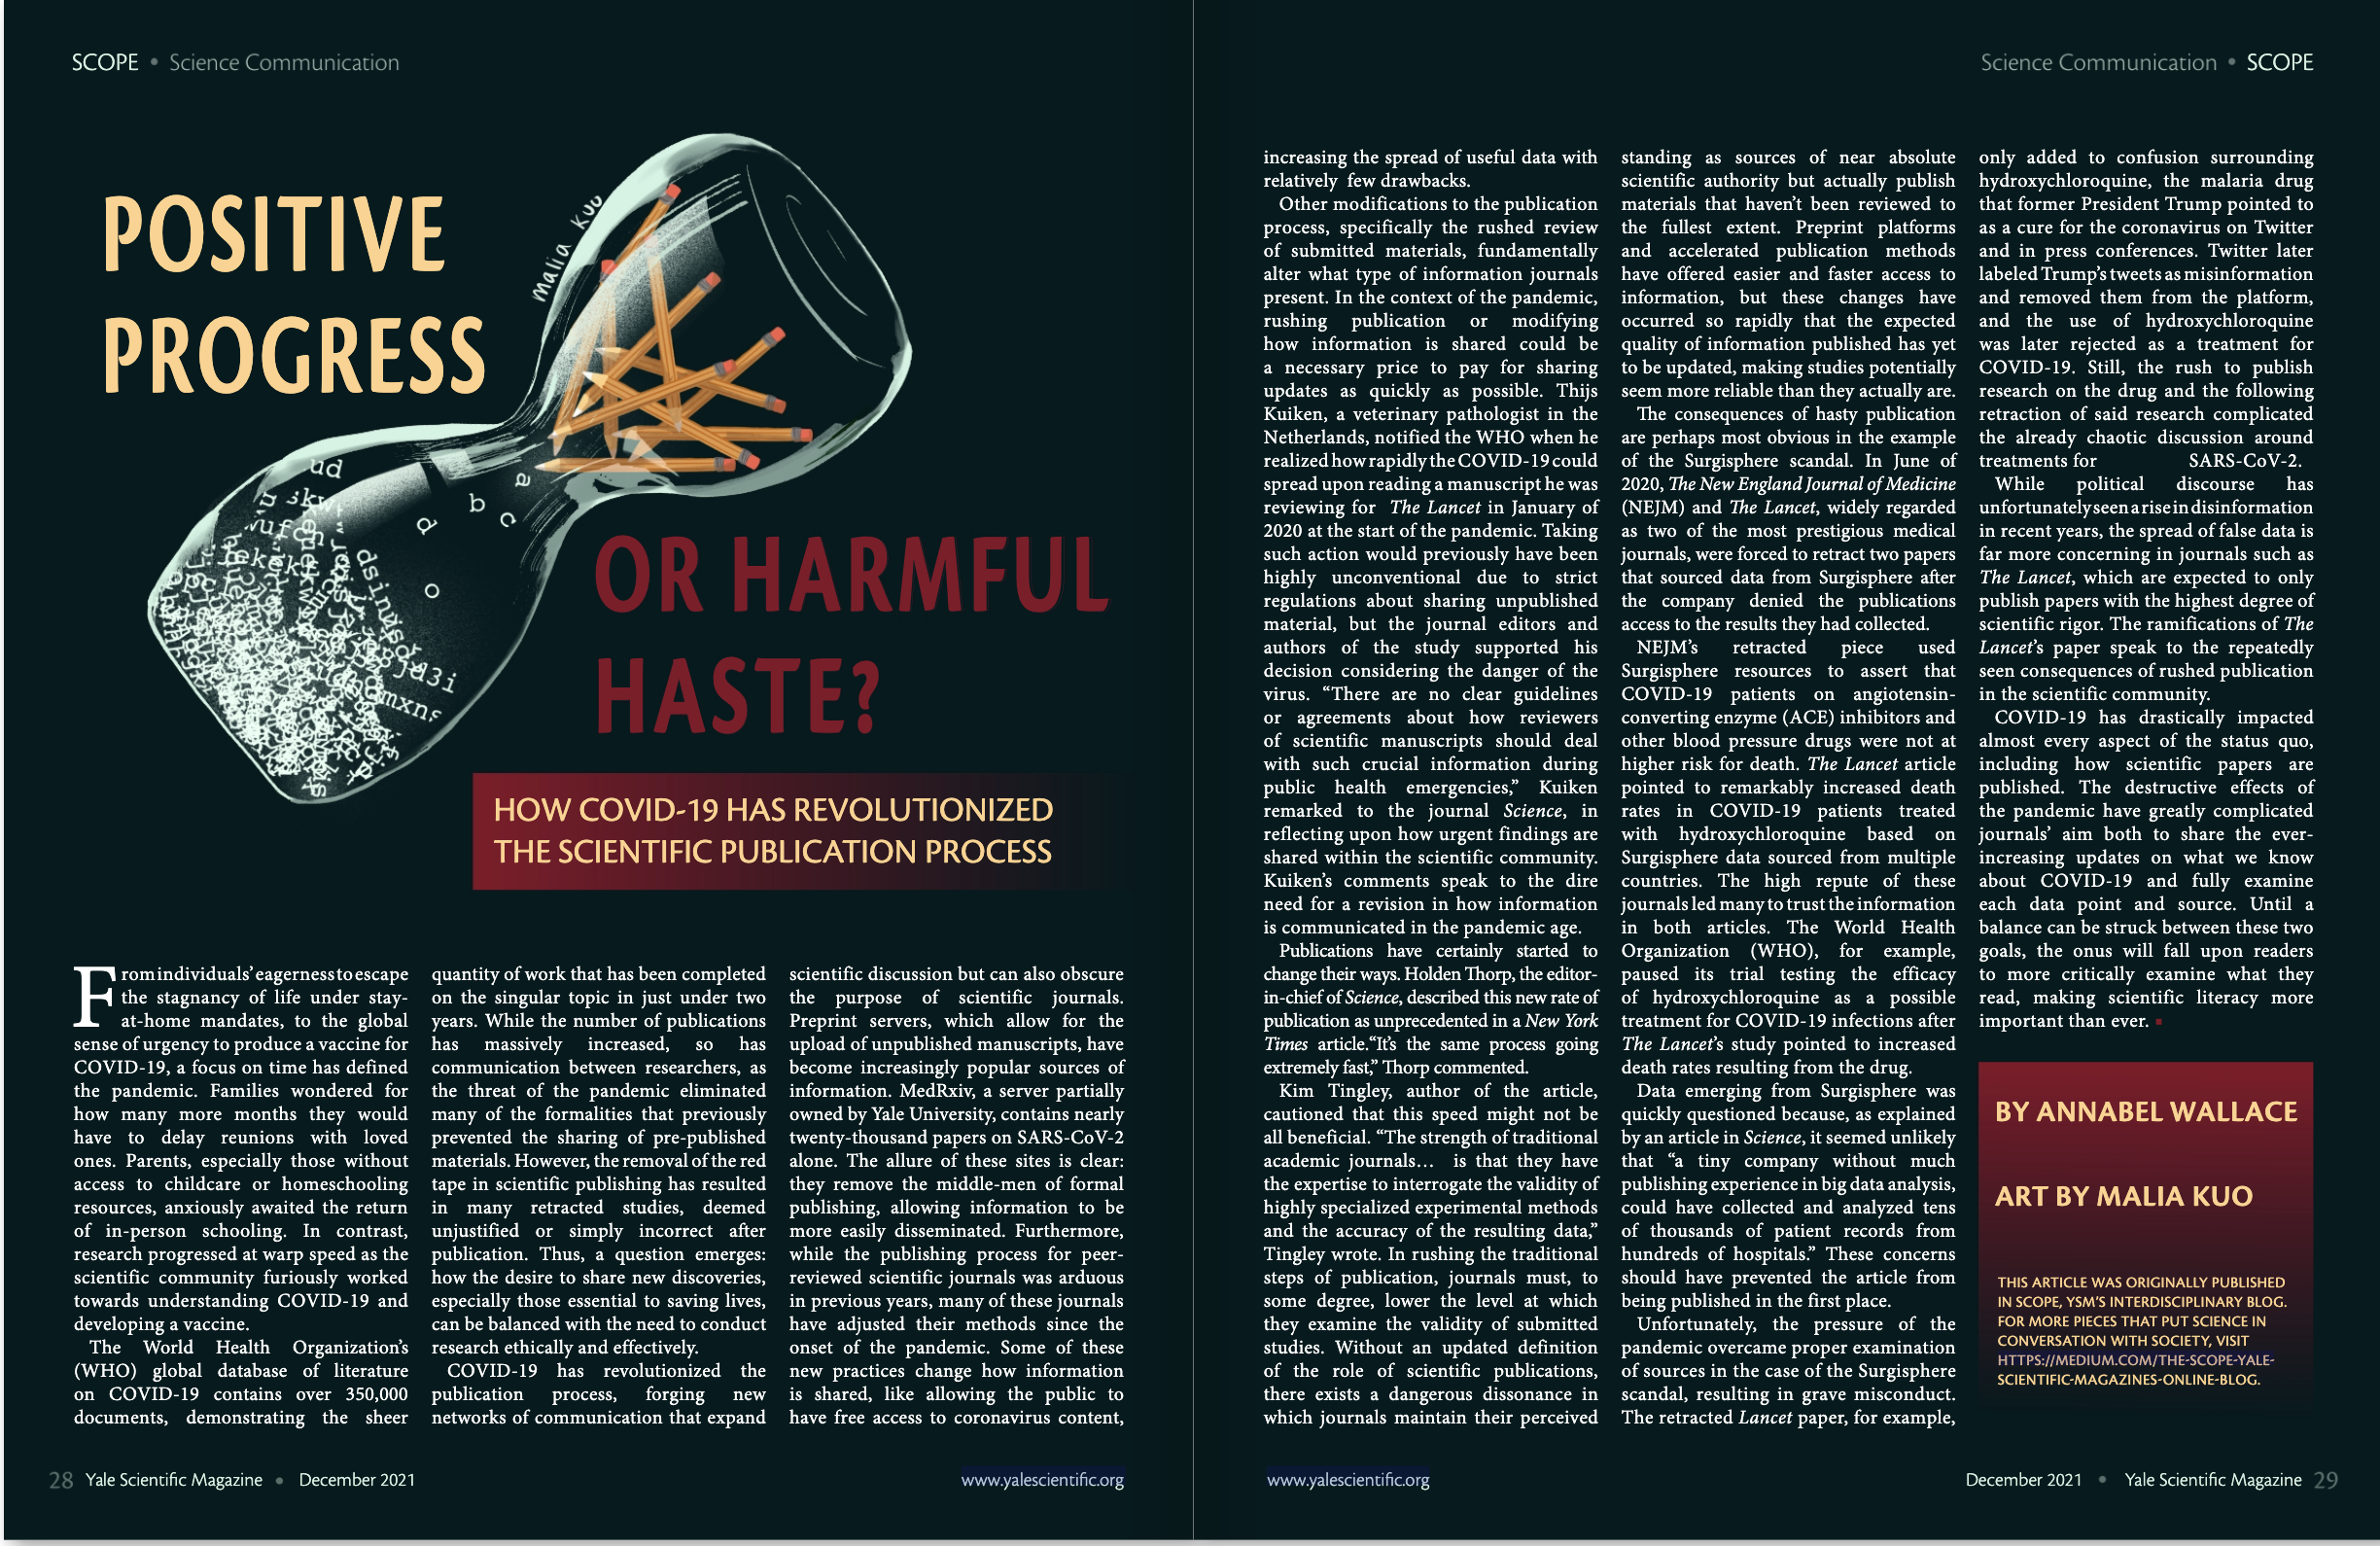 SCOPE • Science Communication
Science Communication • SCOPE
POSITIVE
PROGRESS
malia kuo
OR HARMFUL
HASTE?
HOW COVID-19 HAS REVOLUTIONIZED
THE SCIENTIFIC PUBLICATION PROCESS
From individuals’ eagerness to escape
the stagnancy of life under stay-
at-home mandates, to the global
sense of urgency to produce a vaccine for
COVID-19, a focus on time has defined
the pandemic. Families wondered for
how many more months they would
have to delay reunions with loved
ones. Parents, especially those without
access to childcare or homeschooling
resources, anxiously awaited the return
of in-person schooling. In contrast,
research progressed at warp speed as the
scientific community furiously worked
towards understanding COVID-19 and
developing a vaccine.
The World Health Organization’s
(WHO) global database of literature
on COVID-19 contains over 350,000
documents, demonstrating the sheer
quantity of work that has been completed
on the singular topic in just under two
years. While the number of publications
has massively increased, so has
communication between researchers, as
the threat of the pandemic eliminated
many of the formalities that previously
prevented the sharing of pre-published
materials. However, the removal of the red
tape in scientific publishing has resulted
in many retracted studies, deemed
unjustified or simply incorrect after
publication. Thus, a question emerges:
how the desire to share new discoveries,
especially those essential to saving lives,
can be balanced with the need to conduct
research ethically and effectively.
COVID-19 has revolutionized the
publication process, forging new
networks of communication that expand
scientific discussion but can also obscure
the purpose of scientific journals.
Preprint servers, which allow for the
upload of unpublished manuscripts, have
become increasingly popular sources of
information. MedRxiv, a server partially
owned by Yale University, contains nearly
twenty-thousand papers on SARS-CoV-2
alone. The allure of these sites is clear:
they remove the middle-men of formal
publishing, allowing information to be
more easily disseminated. Furthermore,
while the publishing process for peer-
reviewed scientific journals was arduous
in previous years, many of these journals
have adjusted their methods since the
onset of the pandemic. Some of these
new practices change how information
is shared, like allowing the public to
have free access to coronavirus content,
increasing the spread of useful data with
relatively few drawbacks.
Other modifications to the publication
process, specifically the rushed review
of submitted materials, fundamentally
alter what type of information journals
present. In the context of the pandemic,
rushing publication or modifying
how information is shared could be
a necessary price to pay for sharing
updates as quickly as possible. Thijs
Kuiken, a veterinary pathologist in the
Netherlands, notified the WHO when he
realized how rapidly the COVID-19 could
spread upon reading a manuscript he was
reviewing for The Lancet in January of
2020 at the start of the pandemic. Taking
such action would previously have been
highly unconventional due to strict
regulations about sharing unpublished
material, but the journal editors and
authors of the study supported his
decision considering the danger of the
virus. “There are no clear guidelines
or agreements about how reviewers
of scientific manuscripts should deal
with such crucial information during
public health emergencies,” Kuiken
remarked to the journal Science, in
reflecting upon how urgent findings are
shared within the scientific community.
Kuiken’s comments speak to the dire
need for a revision in how information
is communicated in the pandemic age.
Publications have certainly started to
change their ways. Holden Thorp, the editor-
in-chief of Science, described this new rate of
publication as unprecedented in a New York
Times article.“It’s the same process going
extremely fast,” Thorp commented.
Kim Tingley, author of the article,
cautioned that this speed might not be
all beneficial. “The strength of traditional
academic journals… is that they have
the expertise to interrogate the validity of
highly specialized experimental methods
and the accuracy of the resulting data,”
Tingley wrote. In rushing the traditional
steps of publication, journals must, to
some degree, lower the level at which
they examine the validity of submitted
studies. Without an updated definition
of the role of scientific publications,
there exists a dangerous dissonance in
which journals maintain their perceived
standing as sources of near absolute
scientific authority but actually publish
materials that haven’t been reviewed to
the fullest extent. Preprint platforms
and accelerated publication methods
have offered easier and faster access to
information, but these changes have
occurred so rapidly that the expected
quality of information published has yet
to be updated, making studies potentially
seem more reliable than they actually are.
The consequences of hasty publication
are perhaps most obvious in the example
of the Surgisphere scandal. In June of
2020, The New England Journal of Medicine
(NEJM) and The Lancet, widely regarded
as two of the most prestigious medical
journals, were forced to retract two papers
that sourced data from Surgisphere after
the company denied the publications
access to the results they had collected.
NEJM’s retracted piece used
Surgisphere resources to assert that
COVID-19 patients on angiotensin-
converting enzyme (ACE) inhibitors and
other blood pressure drugs were not at
higher risk for death. The Lancet article
pointed to remarkably increased death
rates in COVID-19 patients treated
with hydroxychloroquine based on
Surgisphere data sourced from multiple
countries. The high repute of these
journals led many to trust the information
in both articles. The World Health
Organization (WHO), for example,
paused its trial testing the efficacy
of hydroxychloroquine as a possible
treatment for COVID-19 infections after
The Lancet’s study pointed to increased
death rates resulting from the drug.
Data emerging from Surgisphere was
quickly questioned because, as explained
by an article in Science, it seemed unlikely
that “a tiny company without much
publishing experience in big data analysis,
could have collected and analyzed tens
of thousands of patient records from
hundreds of hospitals.” These concerns
should have prevented the article from
being published in the first place.
Unfortunately, the pressure of the
pandemic overcame proper examination
of sources in the case of the Surgisphere
scandal, resulting in grave misconduct.
The retracted Lancet paper, for example,
only added to confusion surrounding
hydroxychloroquine, the malaria drug
that former President Trump pointed to
as a cure for the coronavirus on Twitter
and in press conferences. Twitter later
labeled Trump’s tweets as misinformation
and removed them from the platform,
and the use of hydroxychloroquine
was later rejected as a treatment for
COVID-19. Still, the rush to publish
research on the drug and the following
retraction of said research complicated
the already chaotic discussion around
treatments for SARS-CoV-2.
While political discourse has
unfortunately seen a rise in disinformation
in recent years, the spread of false data is
far more concerning in journals such as
The Lancet, which are expected to only
publish papers with the highest degree of
scientific rigor. The ramifications of The
Lancet’s paper speak to the repeatedly
seen consequences of rushed publication
in the scientific community.
COVID-19 has drastically impacted
almost every aspect of the status quo,
including how scientific papers are
published. The destructive effects of
the pandemic have greatly complicated
journals’ aim both to share the ever-
increasing updates on what we know
about COVID-19 and fully examine
each data point and source. Until a
balance can be struck between these two
goals, the onus will fall upon readers
to more critically examine what they
read, making scientific literacy more
important than ever.
BY ANNABEL WALLACE
ART BY MALIA KUO
THIS ARTICLE WAS ORIGINALLY PUBLISHED
IN SCOPE, YSM’S INTERDISCIPLINARY BLOG.
FOR MORE PIECES THAT PUT SCIENCE IN
CONVERSATION WITH SOCIETY, VISIT
HTTPS://MEDIUM.COM/THE-SCOPE-YALE-
SCIENTIFIC-MAGAZINES-ONLINE-BLOG.
28 Yale Scientific Magazine • December 2021
www.yalescientific.org
www.yalescientific.org
December 2021 • Yale Scientific Magazine 29